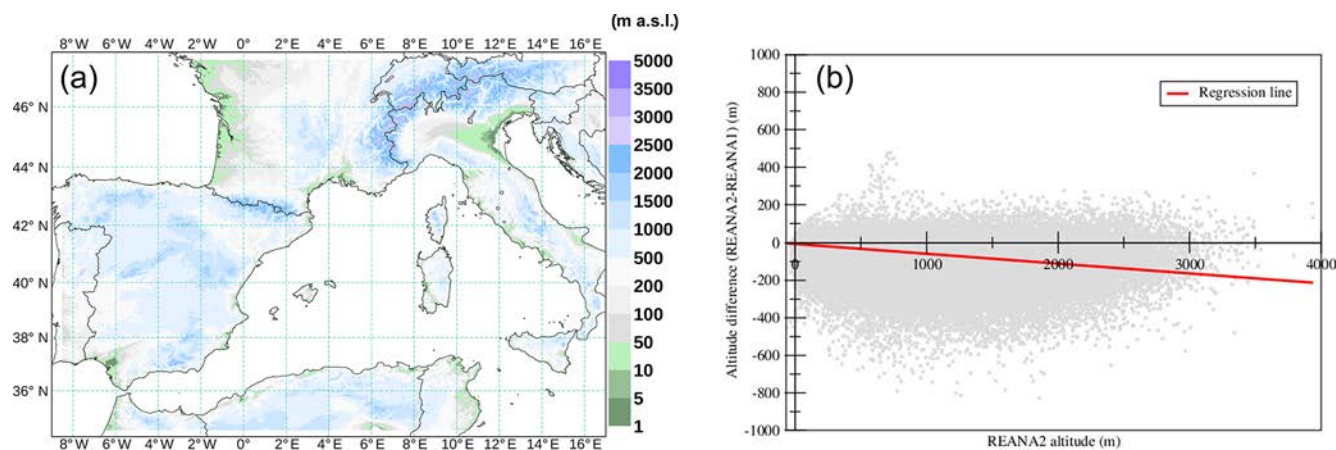 (m a.s.l.)
8°W 6°W 4°W 2°W 0° 2°E 4°E 6°E 8°E 10°E 12°E 14°E 16°E
(a)
46° N
44° N
42° N
40° N
38° N
36° N
8°W 6°W 4°W 2°W 0° 2°E 4°E 6°E 8°E 10°E 12°E 14°E 16°E
5000
3500
3000
2500
2000
1500
1000
500
200
100
50
10
5
1
(b)
Regression line
Altitude difference (REANA2-REANA1) (m)
1000
800
600
400
200
0
-200
-400
-600
-800
-1000
0 1000 2000 3000 4000
REANA2 altitude (m)